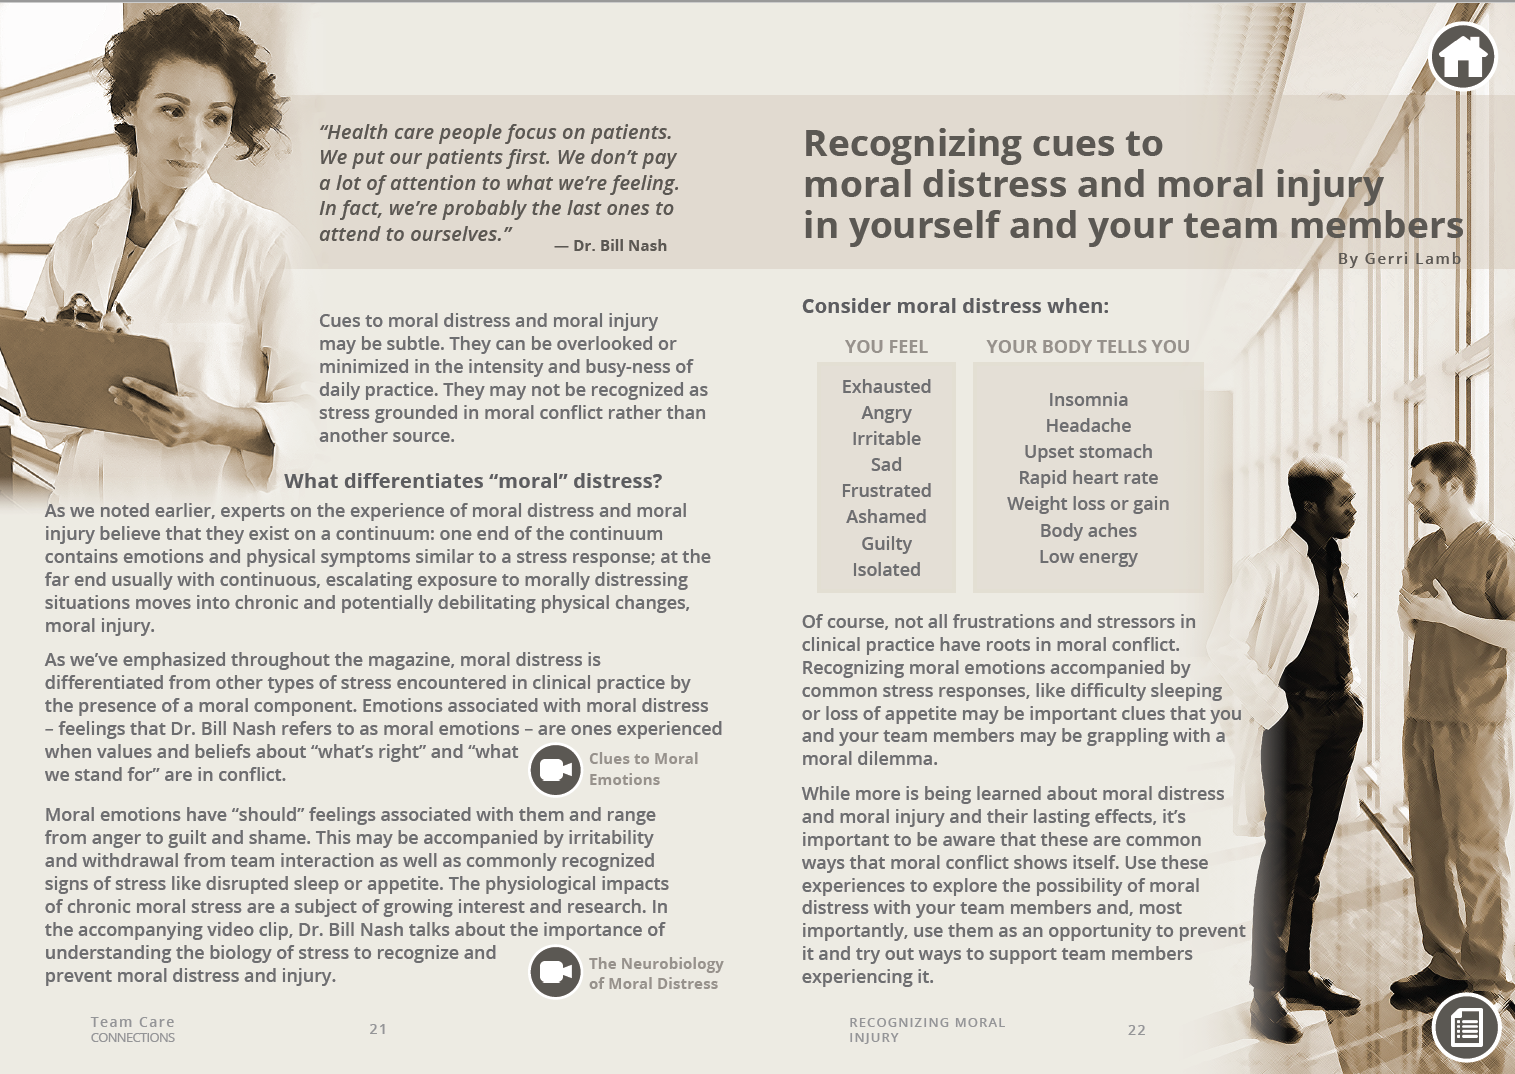 “Health care people focus on patients.
We put our patients first. We don’t pay
a lot of attention to what we’re feeling.
In fact, we’re probably the last ones to
attend to ourselves.”
— Dr. Bill Nash
Cues to moral distress and moral injury
may be subtle. They can be overlooked or
minimized in the intensity and busy-ness of
daily practice. They may not be recognized as
stress grounded in moral conflict rather than
another source.
What differentiates “moral” distress?
As we noted earlier, experts on the experience of moral distress and moral
injury believe that they exist on a continuum: one end of the continuum
contains emotions and physical symptoms similar to a stress response; at the
far end usually with continuous, escalating exposure to morally distressing
situations moves into chronic and potentially debilitating physical changes,
moral injury.
As we’ve emphasized throughout the magazine, moral distress is
differentiated from other types of stress encountered in clinical practice by
the presence of a moral component. Emotions associated with moral distress
– feelings that Dr. Bill Nash refers to as moral emotions – are ones experienced
when values and beliefs about “what’s right” and “what
we stand for” are in conflict.
Clues to Moral
Emotions
Moral emotions have “should” feelings associated with them and range
from anger to guilt and shame. This may be accompanied by irritability
and withdrawal from team interaction as well as commonly recognized
signs of stress like disrupted sleep or appetite. The physiological impacts
of chronic moral stress are a subject of growing interest and research. In
the accompanying video clip, Dr. Bill Nash talks about the importance of
understanding the biology of stress to recognize and
prevent moral distress and injury.
The Neurobiology
of Moral Distress
Team Care
CONNECTIONS
21
Recognizing cues to
moral distress and moral injury
in yourself and your team members
By Gerri Lamb
Consider moral distress when:
YOU FEEL
Exhausted
Angry
Irritable
Sad
Frustrated
Ashamed
Guilty
Isolated
YOUR BODY TELLS YOU
Insomnia
Headache
Upset stomach
Rapid heart rate
Weight loss or gain
Body aches
Low energy
Of course, not all frustrations and stressors in
clinical practice have roots in moral conflict.
Recognizing moral emotions accompanied by
common stress responses, like difficulty sleeping
or loss of appetite may be important clues that you
and your team members may be grappling with a
moral dilemma.
While more is being learned about moral distress
and moral injury and their lasting effects, it’s
important to be aware that these are common
ways that moral conflict shows itself. Use these
experiences to explore the possibility of moral
distress with your team members and, most
importantly, use them as an opportunity to prevent
it and try out ways to support team members
experiencing it.
RECOGNIZING MORAL
INJURY
22